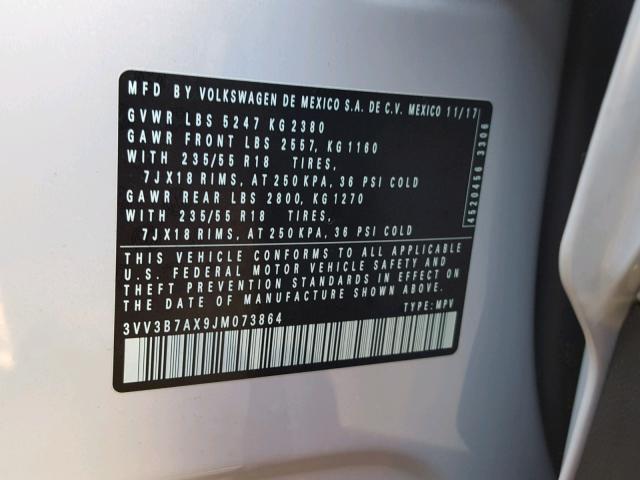 MFD BY VOLKSWAGEN DE MEXICO S.A. DE C.V. MEXICO 11/17
GVWR LBS 5247 KG 2380
GAWR FRONT LBS 2557, KG 1160
WITH 235/55 R18 TIRES,
7JX18 RIMS, AT 250 KPA, 36 PSI COLD
GAWR REAR LBS 2800, KG 1270
WITH 235/55 R18 TIRES,
7JX18 RIMS, AT 250 KPA, 36 PSI COLD
THIS VEHICLE CONFORMS TO ALL APPLICABLE
U.S. FEDERAL MOTOR VEHICLE SAFETY AND
THEFT PREVENTION STANDARDS IN EFFECT ON
THE DATE OF MANUFACTURE SHOWN ABOVE.
3VV3B7AX9JM073864 TYPE: MPV
4520456 3306